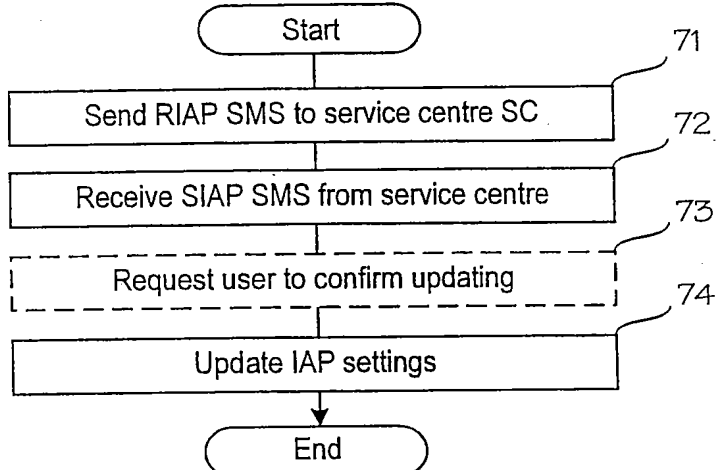 Start
71
Send RIAP SMS to service centre SC
72
Receive SIAP SMS from service centre
73
Request user to confirm updating
74
Update IAP settings
End